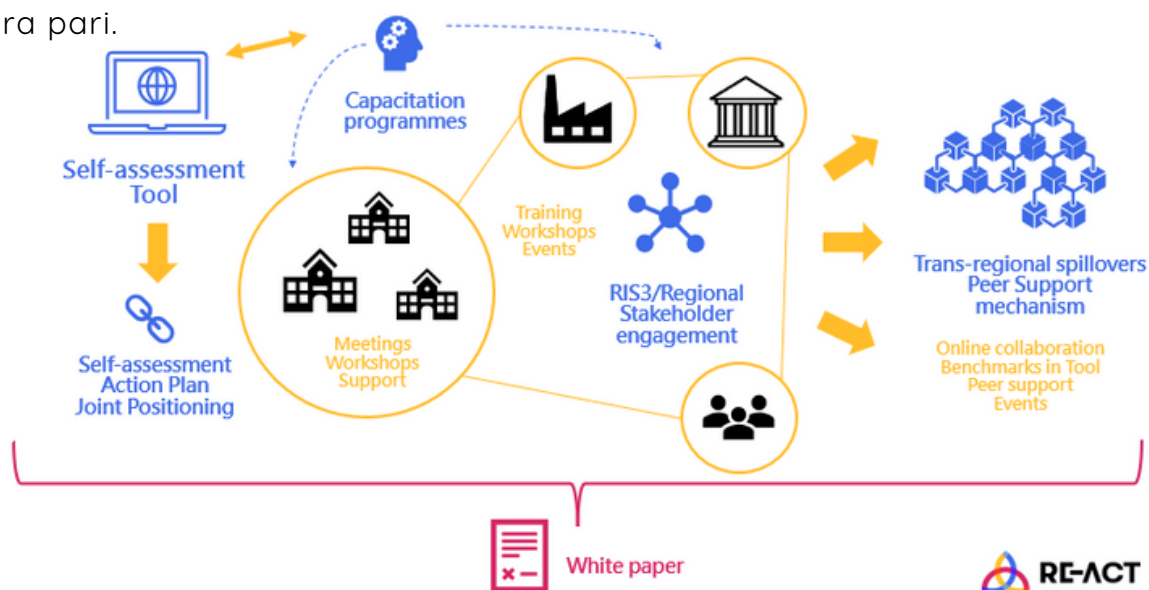 ra pari.
Capacitation
programmes
Self-assessment
Tool
Training
Workshops
Events
RIS3/Regional
Stakeholder
engagement
Trans-regional spillovers
Peer Support
mechanism
Meetings
Workshops
Support
Self-assessment
Action Plan
Joint Positioning
Online collaboration
Benchmarks in Tool
Peer support
Events
White paper
RE-ACT